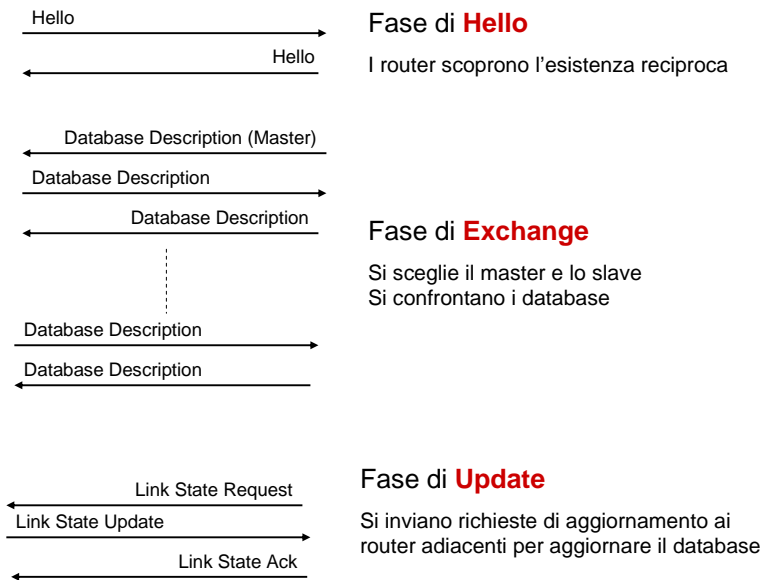 Hello
Hello
Fase di Hello
I router scoprono l'esistenza reciproca
Database Description (Master)
Database Description
Database Description
Fase di Exchange
Si sceglie il master e lo slave
Si confrontano i database
Database Description
Database Description
Link State Request
Link State Update
Link State Ack
Fase di Update
Si inviano richieste di aggiornamento ai
router adiacenti per aggiornare il database